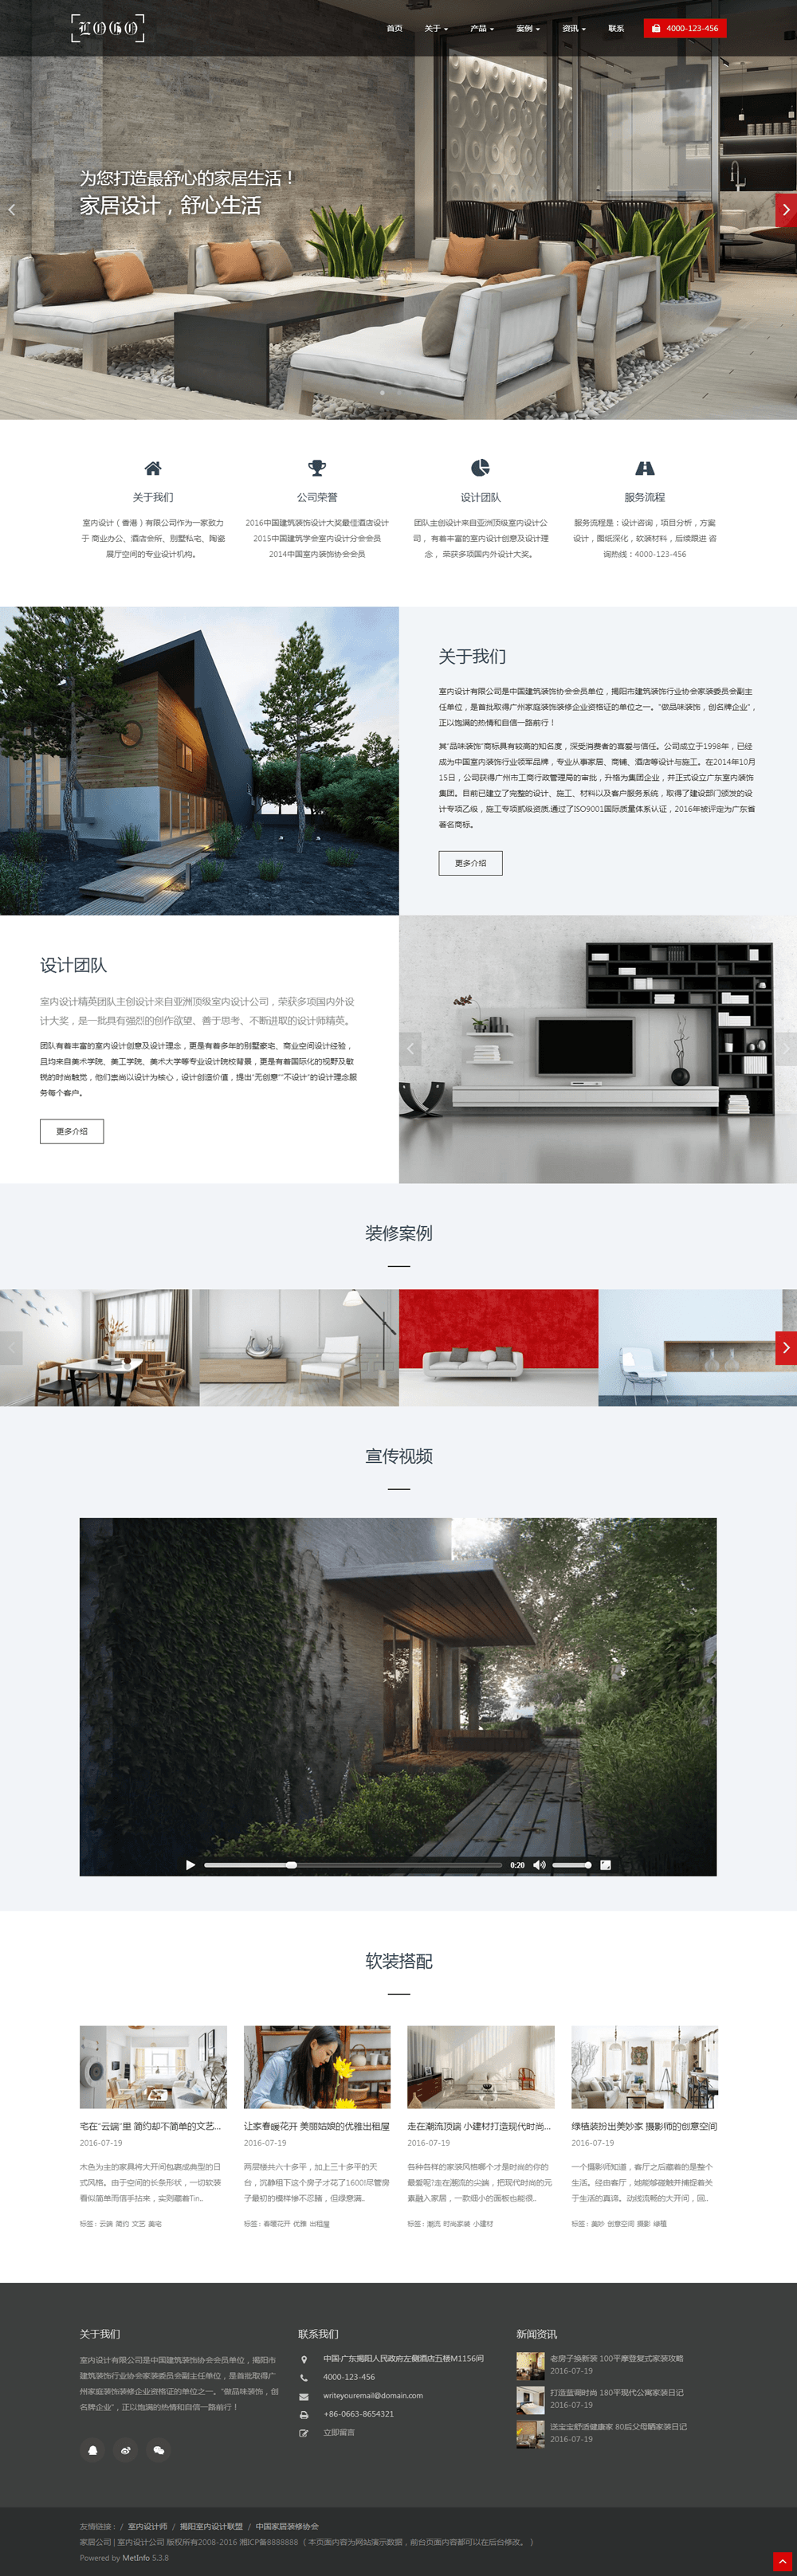 LOGO
首页 关于 产品 案例 资讯 联系 4000-123-456
为您打造最舒心的家居生活！
家居设计，舒心生活
关于我们
室内设计（香港）有限公司作为一家致力
于 商业办公、酒店会所、别墅私宅、陶瓷
展厅空间的专业设计机构。
公司荣誉
2016中国建筑装饰设计大奖最佳酒店设计
2015中国建筑学会室内设计分会会员
2014中国室内装饰协会会员
设计团队
团队主创设计来自亚洲顶级室内设计公
司， 有着丰富的室内设计创意及设计理
念， 荣获多项国内外设计大奖。
服务流程
服务流程是：设计咨询，项目分析，方案
设计，图纸深化，软装材料，后续跟进 咨
询热线：4000-123-456
关于我们
室内设计有限公司是中国建筑装饰协会会员单位，揭阳市建筑装饰行业协会家装委员会副主
任单位，是首批取得广州家庭装饰装修企业资格证的单位之一。“做品味装饰，创名牌企业”，
正以饱满的热情和自信一路前行！
其“品味装饰”商标具有较高的知名度，深受消费者的喜爱与信任。公司成立于1998年，已经
成为中国室内装饰行业领军品牌，专业从事家居、商铺、酒店等设计与施工。在2014年10月
15日，公司获得广州市工商行政管理局的审批，升格为集团企业，并正式设立广东室内装饰
集团。目前已建立了完整的设计、施工、材料以及客户服务系统，取得了建设部门颁发的设
计专项乙级，施工专项贰级资质.通过了ISO9001国际质量体系认证，2016年被评定为广东省
著名商标。
更多介绍
设计团队
室内设计精英团队主创设计来自亚洲顶级室内设计公司，荣获多项国内外设
计大奖，是一批具有强烈的创作欲望、善于思考、不断进取的设计师精英。
团队有着丰富的室内设计创意及设计理念，更是有着多年的别墅豪宅、商业空间设计经验，
且均来自美术学院、美工学院、美术大学等专业设计院校背景，更是有着国际化的视野及敏
锐的时尚触觉，他们崇尚以设计为核心，设计创造价值，提出“无创意”“不设计”的设计理念服
务每个客户。
更多介绍
装修案例
宣传视频
0:20
软装搭配
宅在“云端”里 简约却不简单的文艺...
2016-07-19
木色为主的家具将大开间包裹成典型的日
式风格。由于空间的长条形状，一切软装
看似简单而信手拈来，实则藏着Tin..
标签：云端 简约 文艺 美宅
让家春暖花开 美丽姑娘的优雅出租屋
2016-07-19
两层楼共六十多平，加上三十多平的天
台，沉静租下这个房子才花了1600!尽管房
子最初的模样惨不忍睹，但绿意满..
标签：春暖花开 优雅 出租屋
走在潮流顶端 小建材打造现代时尚...
2016-07-19
各种各样的家装风格哪个才是时尚的你的
最爱呢?走在潮流的尖端，把现代时尚的元
素融入家居，一款细小的面板也能很..
标签：潮流 时尚家装 小建材
绿植装扮出美妙家 摄影师的创意空间
2016-07-19
一个摄影师知道，客厅之后藏着的是整个
生活。经由客厅，她能够碰触并捕捉着关
于生活的真谛。动线流畅的大开间，回..
标签：美妙 创意空间 摄影 绿植
关于我们
室内设计有限公司是中国建筑装饰协会会员单位，揭阳市
建筑装饰行业协会家装委员会副主任单位，是首批取得广
州家庭装饰装修企业资格证的单位之一。“做品味装饰，创
名牌企业”，正以饱满的热情和自信一路前行！
联系我们
中国·广东揭阳人民政府左侧酒店五楼M1156间
4000-123-456
writeyouremail@domain.com
+86-0663-8654321
立即留言
新闻资讯
老房子换新装 100平摩登复式家装攻略
2016-07-19
打造蓝调时尚 180平现代公寓家装日记
2016-07-19
送宝宝舒适健康家 80后父母晒家装日记
2016-07-19
友情链接： / 室内设计师 / 揭阳室内设计联盟 / 中国家居装修协会
家居公司 | 室内设计公司 版权所有2008-2016 湘ICP备8888888 （ 本页面内容为网站演示数据，前台页面内容都可以在后台修改。 ）
Powered by MetInfo 5.3.8